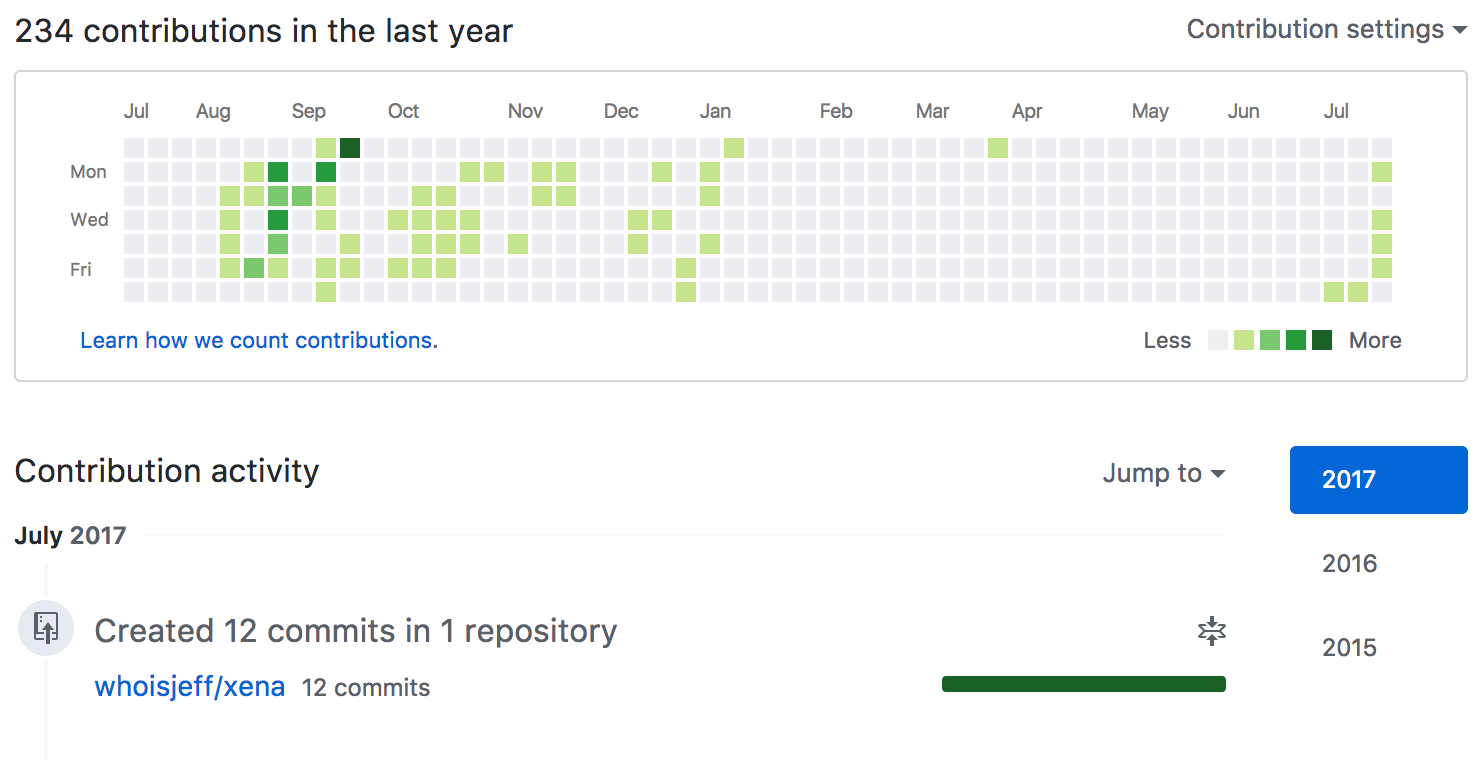 234 contributions in the last year
Contribution settings
Jul Aug Sep Oct Nov Dec Jan Feb Mar Apr May Jun Jul
Mon
Wed
Fri
Learn how we count contributions.
Less More
Contribution activity
Jump to
2017
July 2017
2016
Created 12 commits in 1 repository
2015
whoisjeff/xena 12 commits